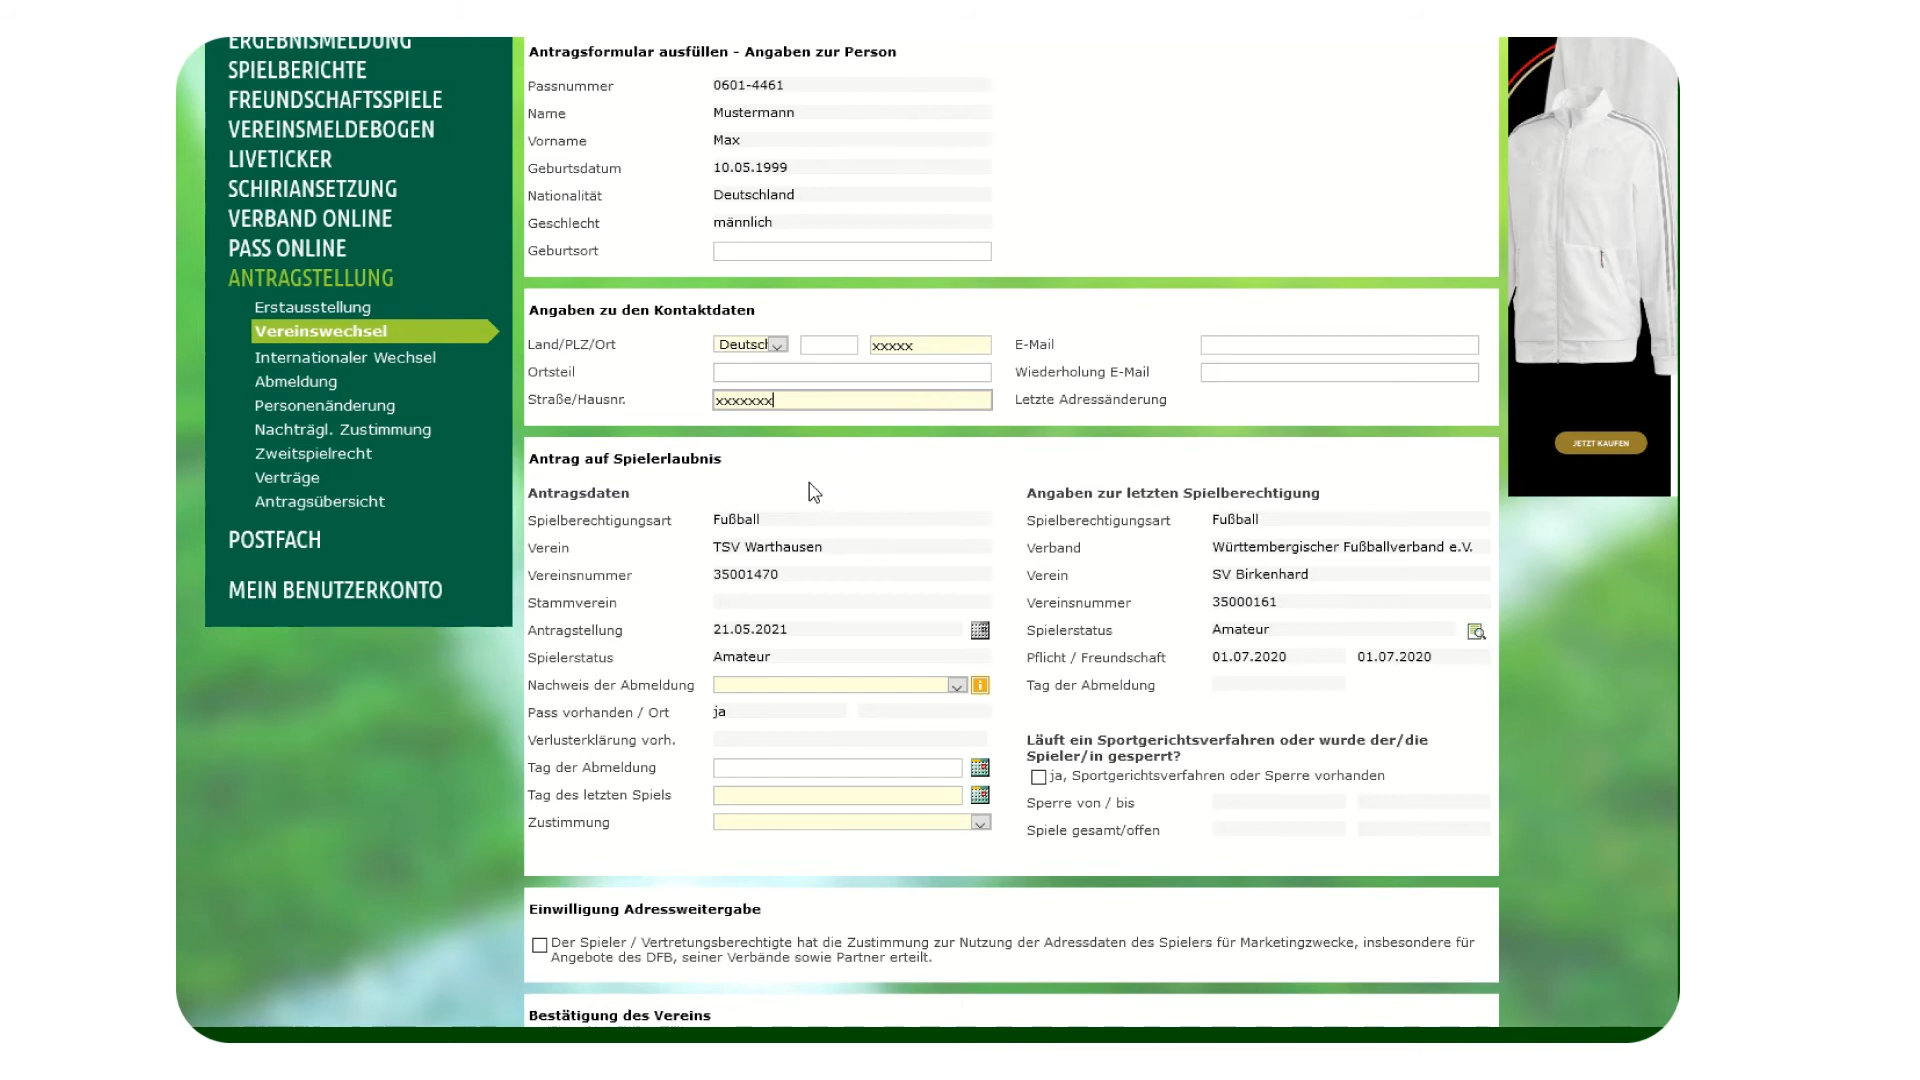 ERGEBNISMELDUNG
SPIELBERICHTE
FREUNDSCHAFTSSPIELE
VEREINSMELDEBOGEN
LIVETICKER
SCHIRIANSETZUNG
VERBAND ONLINE
PASS ONLINE
ANTRAGSTELLUNG
Erstausstellung
Vereinswechsel
Internationaler Wechsel
Abmeldung
Personenänderung
Nachträgl. Zustimmung
Zweitspielrecht
Verträge
Antragsübersicht
POSTFACH
MEIN BENUTZERKONTO
Antragsformular ausfüllen - Angaben zur Person
Passnummer 0601-4461
Name Mustermann
Vorname Max
Geburtsdatum 10.05.1999
Nationalität Deutschland
Geschlecht männlich
Geburtsort
Angaben zu den Kontaktdaten
Land/PLZ/Ort Deutscl xxxxx E-Mail
Ortsteil Wiederholung E-Mail
Straße/Hausnr. xxxxxxx Letzte Adressänderung
Antrag auf Spielerlaubnis
Antragsdaten
Spielberechtigungsart Fußball
Verein TSV Warthausen
Vereinsnummer 35001470
Stammverein
Antragstellung 21.05.2021
Spielerstatus Amateur
Nachweis der Abmeldung
Pass vorhanden / Ort ja
Verlusterklärung vorh.
Tag der Abmeldung
Tag des letzten Spiels
Zustimmung
Angaben zur letzten Spielberechtigung
Spielberechtigungsart Fußball
Verband Württembergischer Fußballverband e.V.
Verein SV Birkenhard
Vereinsnummer 35000161
Spielerstatus Amateur
Pflicht / Freundschaft 01.07.2020 01.07.2020
Tag der Abmeldung
Läuft ein Sportgerichtsverfahren oder wurde der/die
Spieler/in gesperrt?
ja, Sportgerichtsverfahren oder Sperre vorhanden
Sperre von / bis
Spiele gesamt/offen
Einwilligung Adressweitergabe
Der Spieler / Vertretungsberechtigte hat die Zustimmung zur Nutzung der Adressdaten des Spielers für Marketingzwecke, insbesondere für
Angebote des DFB, seiner Verbände sowie Partner erteilt.
Bestätigung des Vereins
JETZT KAUFEN